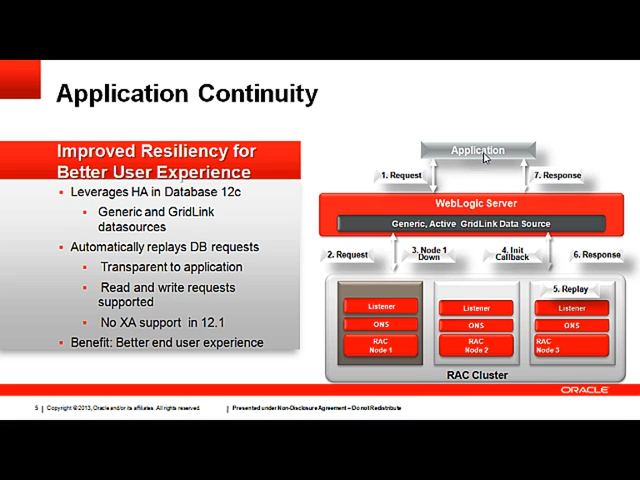 Application Continuity
Improved Resiliency for
Better User Experience
Leverages HA in Database 12c
Generic and GridLink
datasources
Automatically replays DB requests
Transparent to application
Read and write requests
supported
No XA support in 12.1
Benefit: Better end user experience
Application
1. Request
7. Response
WebLogic Server
Generic, Active GridLink Data Source
2. Request
3. Node 1
Down
4. Init
Callback
6. Response
5. Replay
Listener
ONS
RAC
Node 1
Listener
ONS
RAC
Node 2
Listener
ONS
RAC
Node 3
RAC Cluster
ORACLE
5 | Copyright © 2013, Oracle and/or its affiliates. All rights reserved. | Presented under Non-Disclosure Agreement – Do not Redistribute